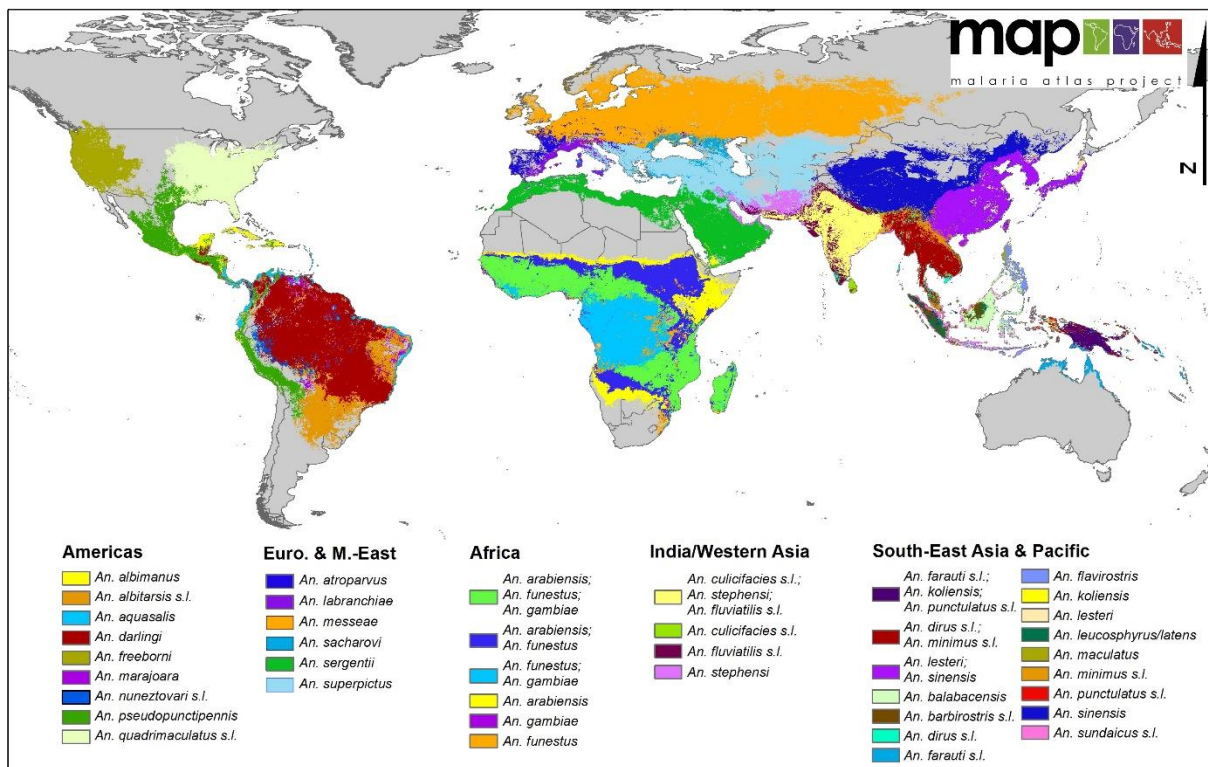 map
malaria atlas project
N
Americas
An. albimanus
An. albitarsis s.l.
An. aquasalis
An. darlingi
An. freeborni
An. marajoara
An. nuneztovari s.l.
An. pseudopunctipennis
An. quadrimaculatus s.l.
Euro. & M.-East
An. atroparvus
An. labranchiae
An. messeae
An. sacharovi
An. sergentii
An. superpictus
Africa
An. arabiensis;
An. funestus;
An. gambiae
An. arabiensis;
An. funestus
An. funestus;
An. gambiae
An. arabiensis
An. gambiae
An. funestus
India/Western Asia
An. culicifacies s.l.;
An. stephensi;
An. fluviatilis s.l.
An. culicifacies s.l.
An. fluviatilis s.l.
An. stephensi
South-East Asia & Pacific
An. farauti s.l.;
An. koliensis;
An. punctulatus s.l.
An. dirus s.l.;
An. minimus s.l.
An. lesteri;
An. sinensis
An. balabacensis
An. barbirostris s.l.
An. dirus s.l.
An. farauti s.l.
An. flavirostris
An. koliensis
An. lesteri
An. leucosphyrus/latens
An. maculatus
An. minimus s.l.
An. punctulatus s.l.
An. sinensis
An. sundaicus s.l.